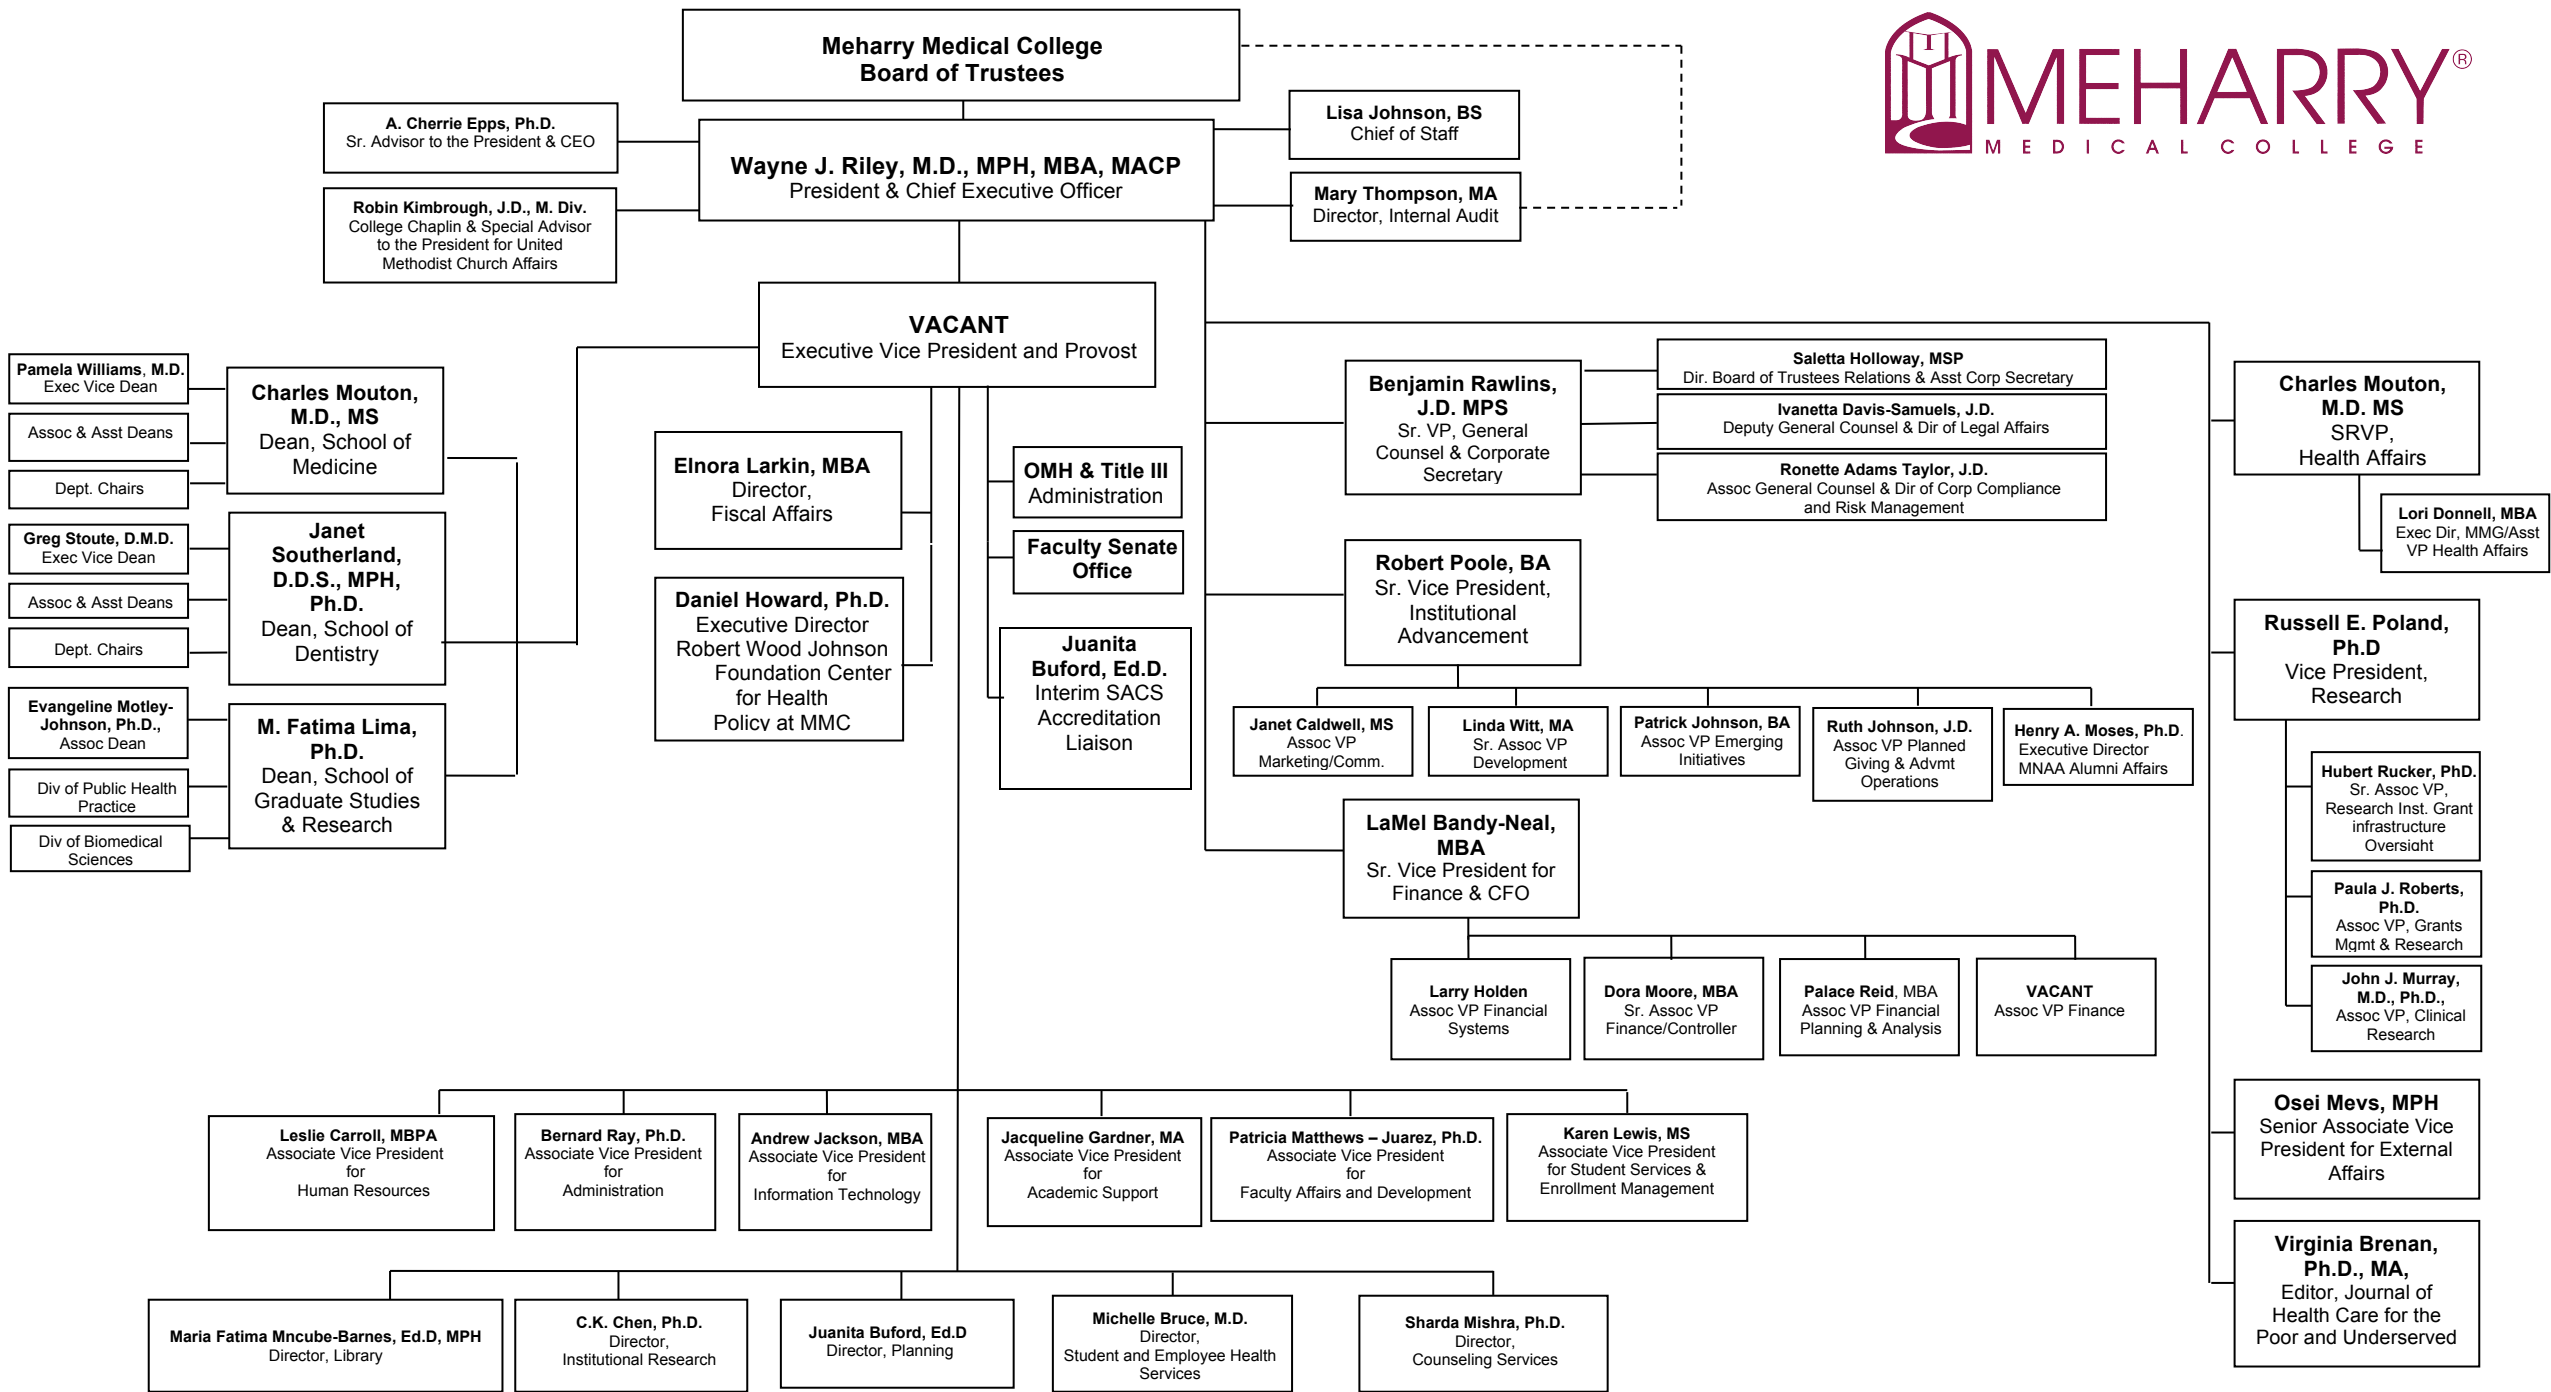 Meharry Medical College
Board of Trustees
MEHARRY®
MEDICAL COLLEGE
A. Cherrie Epps, Ph.D.
Sr. Advisor to the President & CEO
Robin Kimbrough, J.D., M. Div.
College Chaplin & Special Advisor
to the President for United
Methodist Church Affairs
Wayne J. Riley, M.D., MPH, MBA, MACP
President & Chief Executive Officer
Lisa Johnson, BS
Chief of Staff
Mary Thompson, MA
Director, Internal Audit
VACANT
Executive Vice President and Provost
Pamela Williams, M.D.
Exec Vice Dean
Assoc & Asst Deans
Dept. Chairs
Charles Mouton,
M.D., MS
Dean, School of
Medicine
Greg Stoute, D.M.D.
Exec Vice Dean
Assoc & Asst Deans
Dept. Chairs
Janet
Southerland,
D.D.S., MPH,
Ph.D.
Dean, School of
Dentistry
Evangeline Motley-
Johnson, Ph.D.,
Assoc Dean
Div of Public Health
Practice
Div of Biomedical
Sciences
M. Fatima Lima,
Ph.D.
Dean, School of
Graduate Studies
& Research
Elnora Larkin, MBA
Director,
Fiscal Affairs
Daniel Howard, Ph.D.
Executive Director
Robert Wood Johnson
Foundation Center
for Health
Policy at MMC
OMH & Title III
Administration
Faculty Senate
Office
Juanita
Buford, Ed.D.
Interim SACS
Accreditation
Liaison
Benjamin Rawlins,
J.D. MPS
Sr. VP, General
Counsel & Corporate
Secretary
Saletta Holloway, MSP
Dir. Board of Trustees Relations & Asst Corp Secretary
Ivanetta Davis-Samuels, J.D.
Deputy General Counsel & Dir of Legal Affairs
Ronette Adams Taylor, J.D.
Assoc General Counsel & Dir of Corp Compliance
and Risk Management
Robert Poole, BA
Sr. Vice President,
Institutional
Advancement
Janet Caldwell, MS
Assoc VP
Marketing/Comm.
Linda Witt, MA
Sr. Assoc VP
Development
Patrick Johnson, BA
Assoc VP Emerging
Initiatives
Ruth Johnson, J.D.
Assoc VP Planned
Giving & Advmt
Operations
Henry A. Moses, Ph.D.
Executive Director
MNAA Alumni Affairs
LaMel Bandy-Neal,
MBA
Sr. Vice President for
Finance & CFO
Larry Holden
Assoc VP Financial
Systems
Dora Moore, MBA
Sr. Assoc VP
Finance/Controller
Palace Reid, MBA
Assoc VP Financial
Planning & Analysis
VACANT
Assoc VP Finance
Charles Mouton,
M.D. MS
SRVP,
Health Affairs
Lori Donnell, MBA
Exec Dir, MMG/Asst
VP Health Affairs
Russell E. Poland,
Ph.D
Vice President,
Research
Hubert Rucker, PhD.
Sr. Assoc VP,
Research Inst. Grant
infrastructure
Oversight
Paula J. Roberts,
Ph.D.
Assoc VP, Grants
Mgmt & Research
John J. Murray,
M.D., Ph.D.,
Assoc VP, Clinical
Research
Osei Mevs, MPH
Senior Associate Vice
President for External
Affairs
Virginia Brenan,
Ph.D., MA,
Editor, Journal of
Health Care for the
Poor and Underserved
Leslie Carroll, MBPA
Associate Vice President
for
Human Resources
Bernard Ray, Ph.D.
Associate Vice President
for
Administration
Andrew Jackson, MBA
Associate Vice President
for
Information Technology
Jacqueline Gardner, MA
Associate Vice President
for
Academic Support
Patricia Matthews – Juarez, Ph.D.
Associate Vice President
for
Faculty Affairs and Development
Karen Lewis, MS
Associate Vice President
for Student Services &
Enrollment Management
Maria Fatima Mncube-Barnes, Ed.D, MPH
Director, Library
C.K. Chen, Ph.D.
Director,
Institutional Research
Juanita Buford, Ed.D
Director, Planning
Michelle Bruce, M.D.
Director,
Student and Employee Health
Services
Sharda Mishra, Ph.D.
Director,
Counseling Services